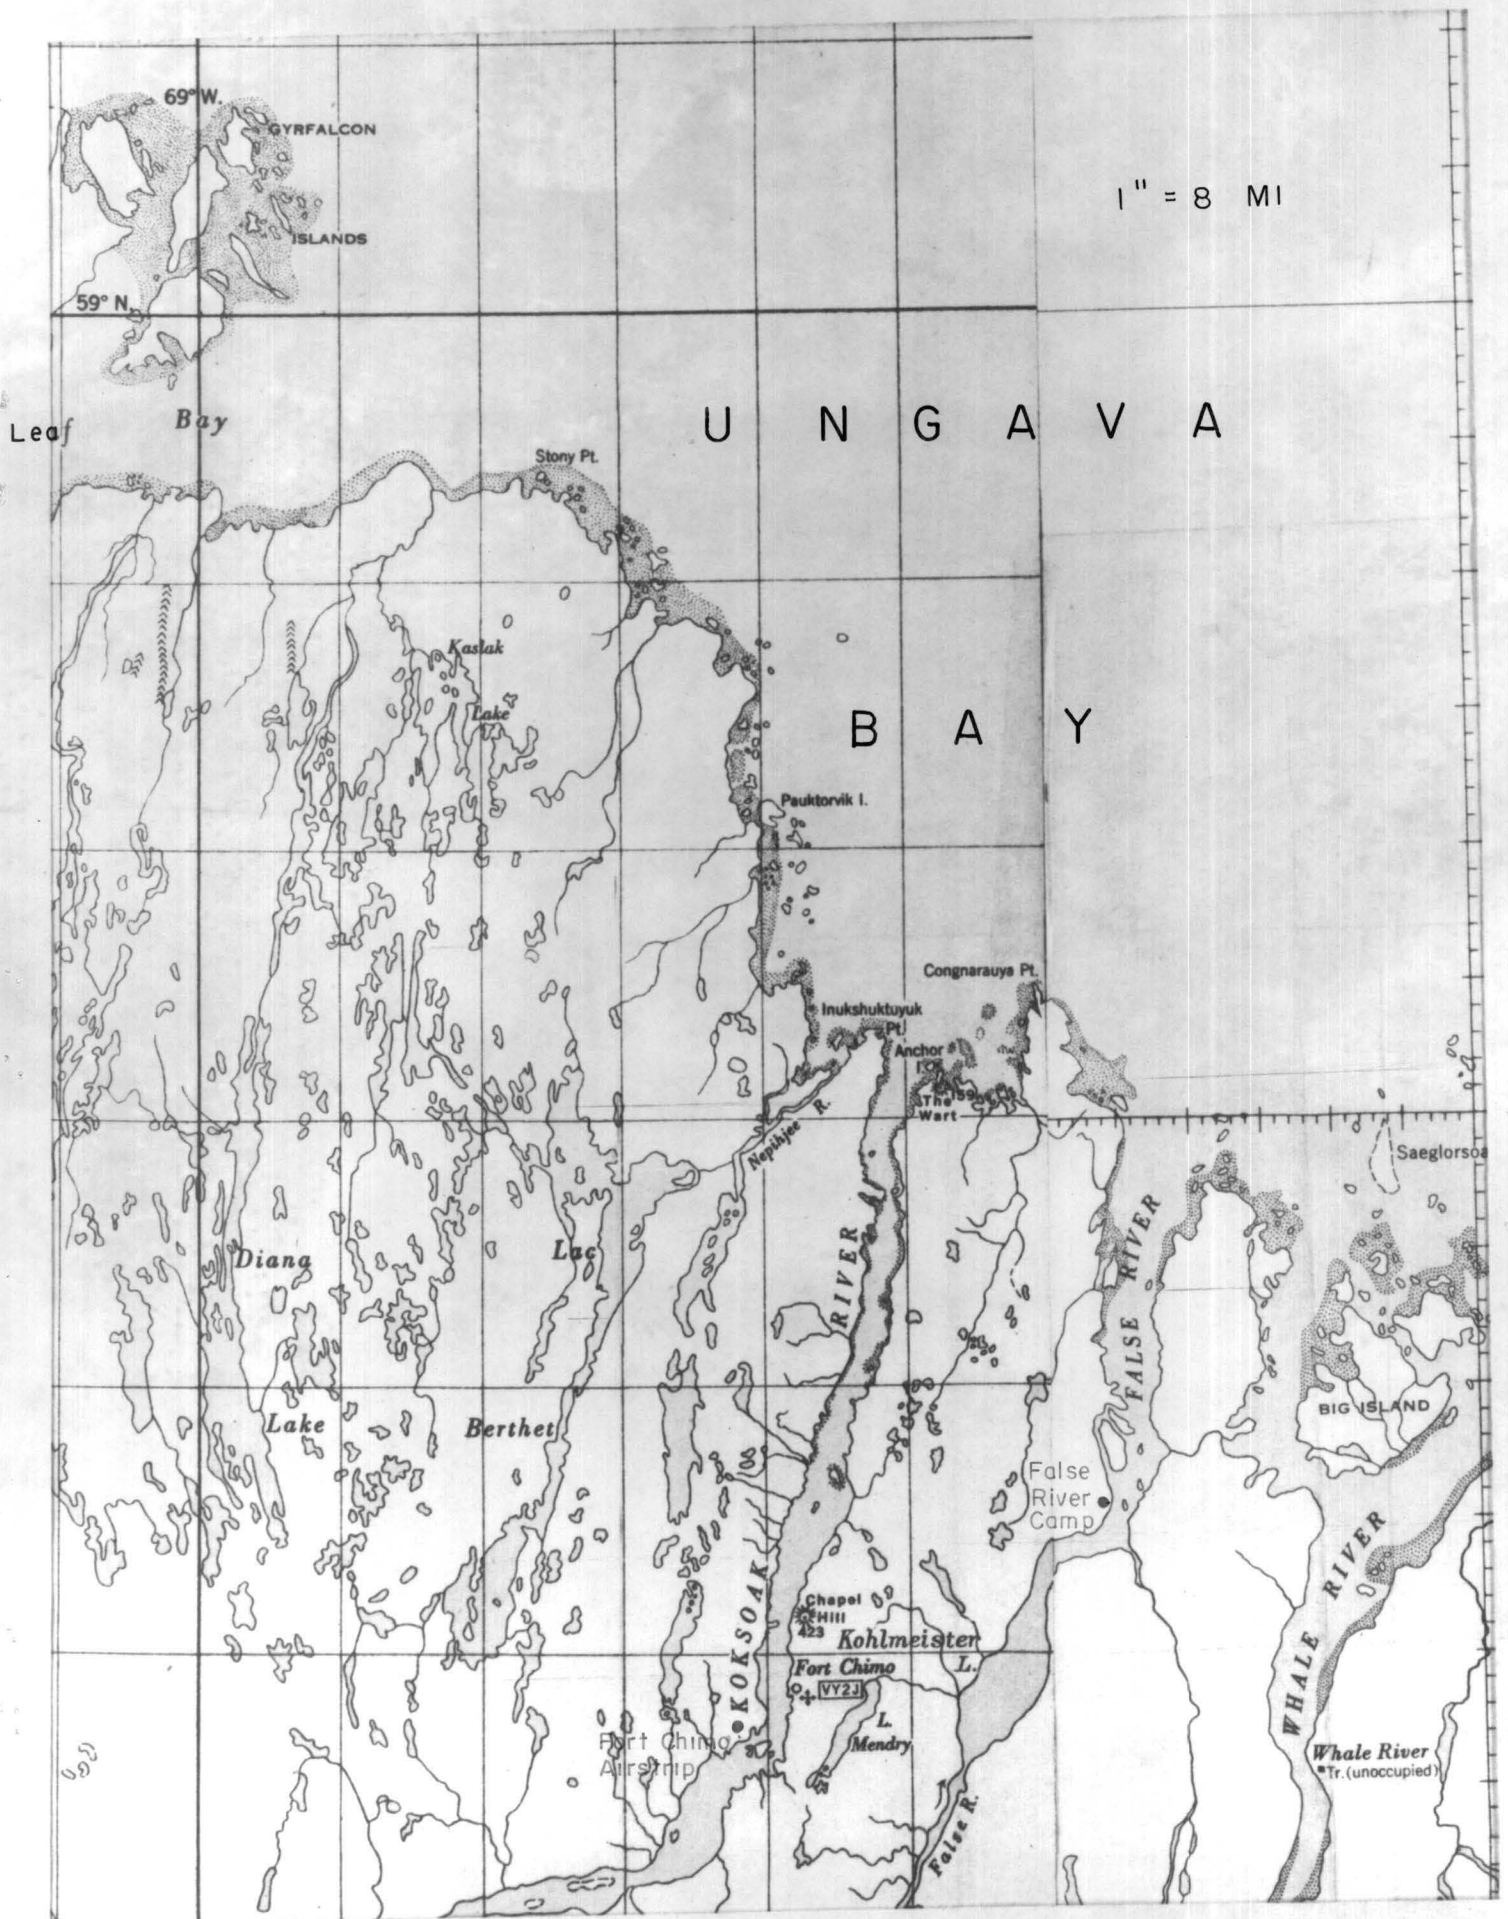 69° W.
GYRFALCON
ISLANDS
1" = 8 MI
59° N.
Leaf Bay
UNGAVA
Stony Pt.
Kaslak
Lake
BAY
Pauktorvik I.
Congnarauya Pt.
Inukshuktuyuk
Pt.
Anchor
I.
The
Wart
159
Nepihjee R.
Saeglorsoa
RIVER
FALSE RIVER
Diana
Lac
Lake
Berthet
BIG ISLAND
False
River
Camp
WHALE RIVER
KOKSOAK
Chapel
Hill
423
Kohlmeister
L.
Fort Chimo
VY2J
L.
Mendry
Fort Chimo
Airstrip
Whale River
Tr. (unoccupied)
False R.